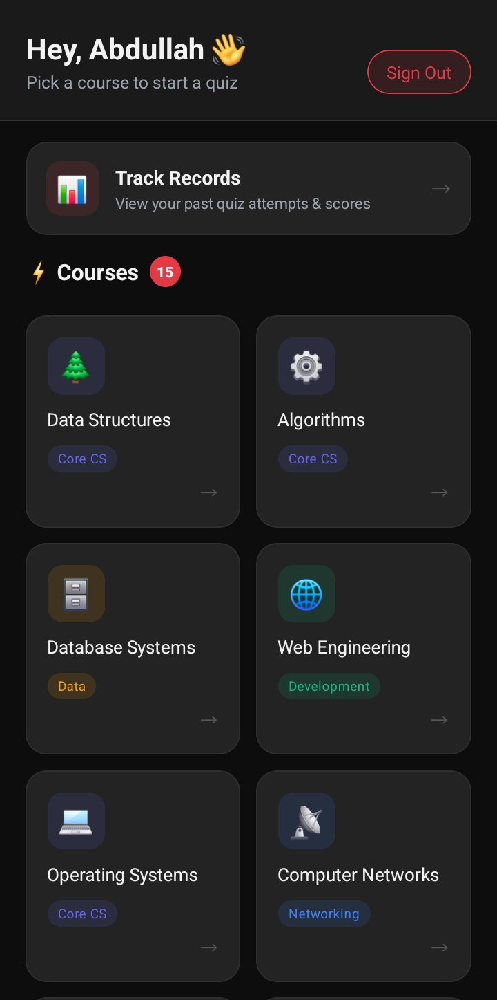 Hey, Abdullah 👋
Pick a course to start a quiz
Sign Out
Track Records
View your past quiz attempts & scores
→
⚡ Courses 15
Data Structures
Core CS
→
Algorithms
Core CS
→
Database Systems
Data
→
Web Engineering
Development
→
Operating Systems
Core CS
→
Computer Networks
Networking
→